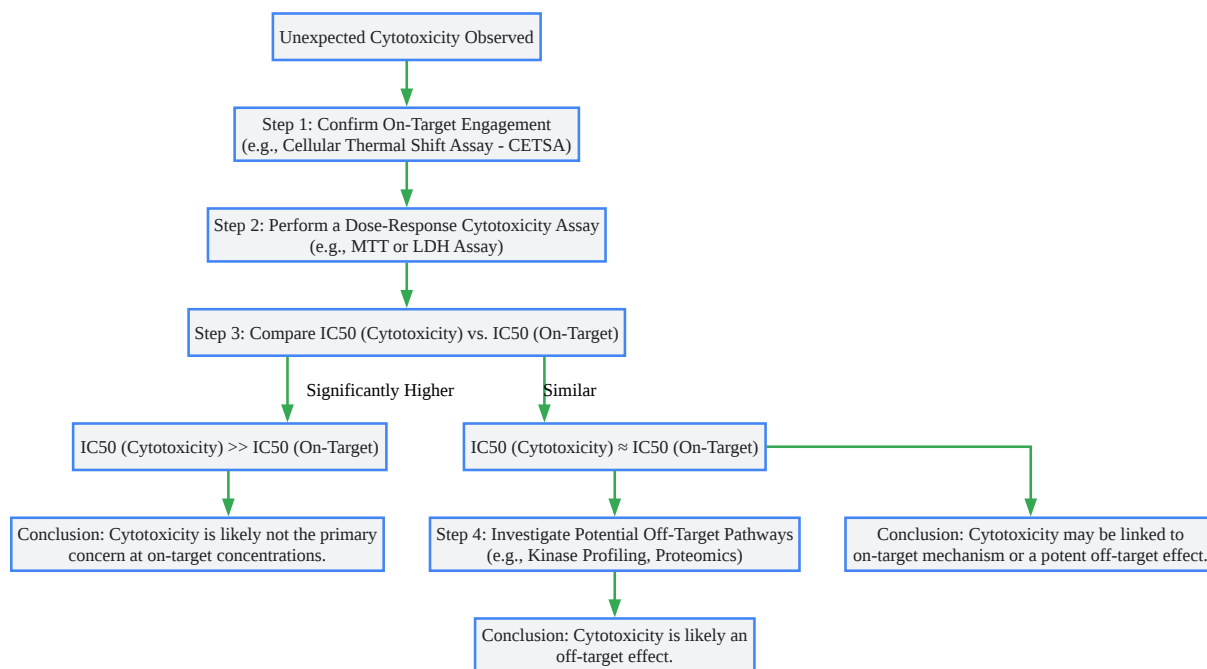 Unexpected Cytotoxicity Observed
Step 1: Confirm On-Target Engagement
(e.g., Cellular Thermal Shift Assay - CETSA)
Step 2: Perform a Dose-Response Cytotoxicity Assay
(e.g., MTT or LDH Assay)
Step 3: Compare IC50 (Cytotoxicity) vs. IC50 (On-Target)
Significantly Higher
Similar
IC50 (Cytotoxicity) >> IC50 (On-Target)
IC50 (Cytotoxicity) ≈ IC50 (On-Target)
Conclusion: Cytotoxicity is likely not the primary
concern at on-target concentrations.
Step 4: Investigate Potential Off-Target Pathways
(e.g., Kinase Profiling, Proteomics)
Conclusion: Cytotoxicity may be linked to
on-target mechanism or a potent off-target effect.
Conclusion: Cytotoxicity is likely an
off-target effect.